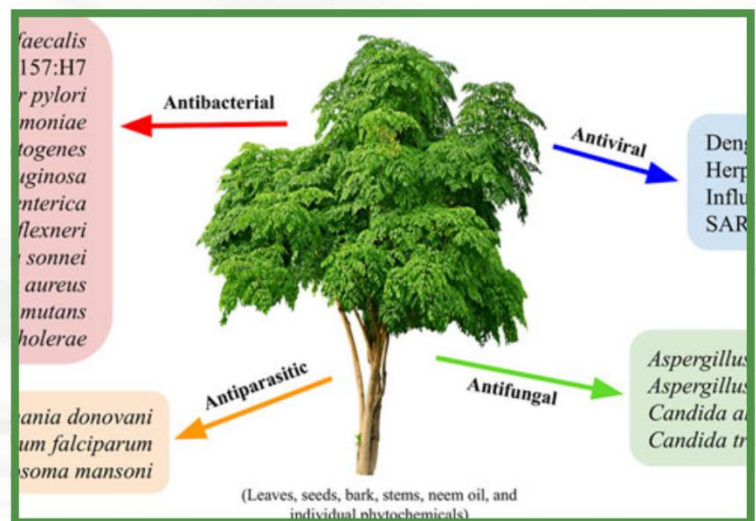 faecalis
157:H7
r pylori
moniae
togenes
uginosa
enterica
flexneri
sonnei
aureus
mutans
holerae
Antibacterial
Antiviral
Deng
Herp
Influ
SAR
Antiparasitic
Antifungal
ania donovani
um falciparum
osoma mansoni
Aspergillus
Aspergillus
Candida al
Candida tr
(Leaves, seeds, bark, stems, neem oil, and
individual phytochemicals)